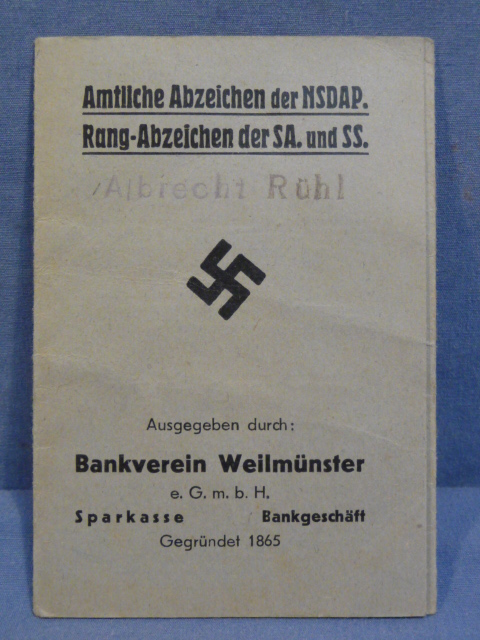 Amtliche Abzeichen der NSDAP.
Rang-Abzeichen der SA. und SS.
Albrecht Rühl
Ausgegeben durch:
Bankverein Weilmünster
e. G. m. b. H.
Sparkasse Bankgeschäft
Gegründet 1865